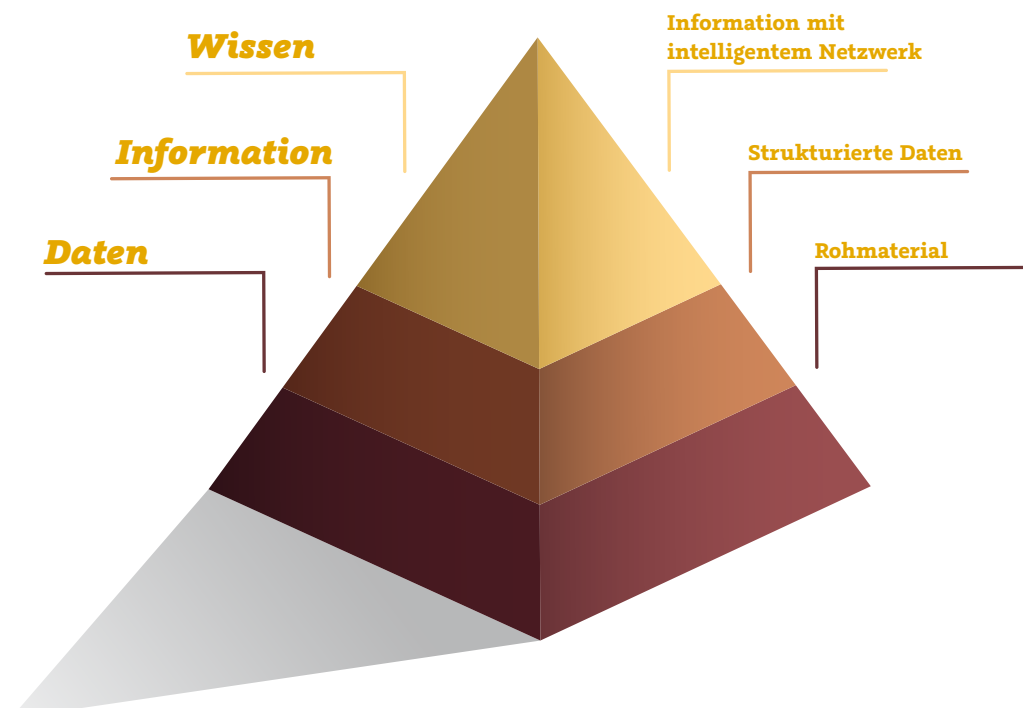 Wissen
Information mit
intelligentem Netzwerk
Information
Strukturierte Daten
Daten
Rohmaterial